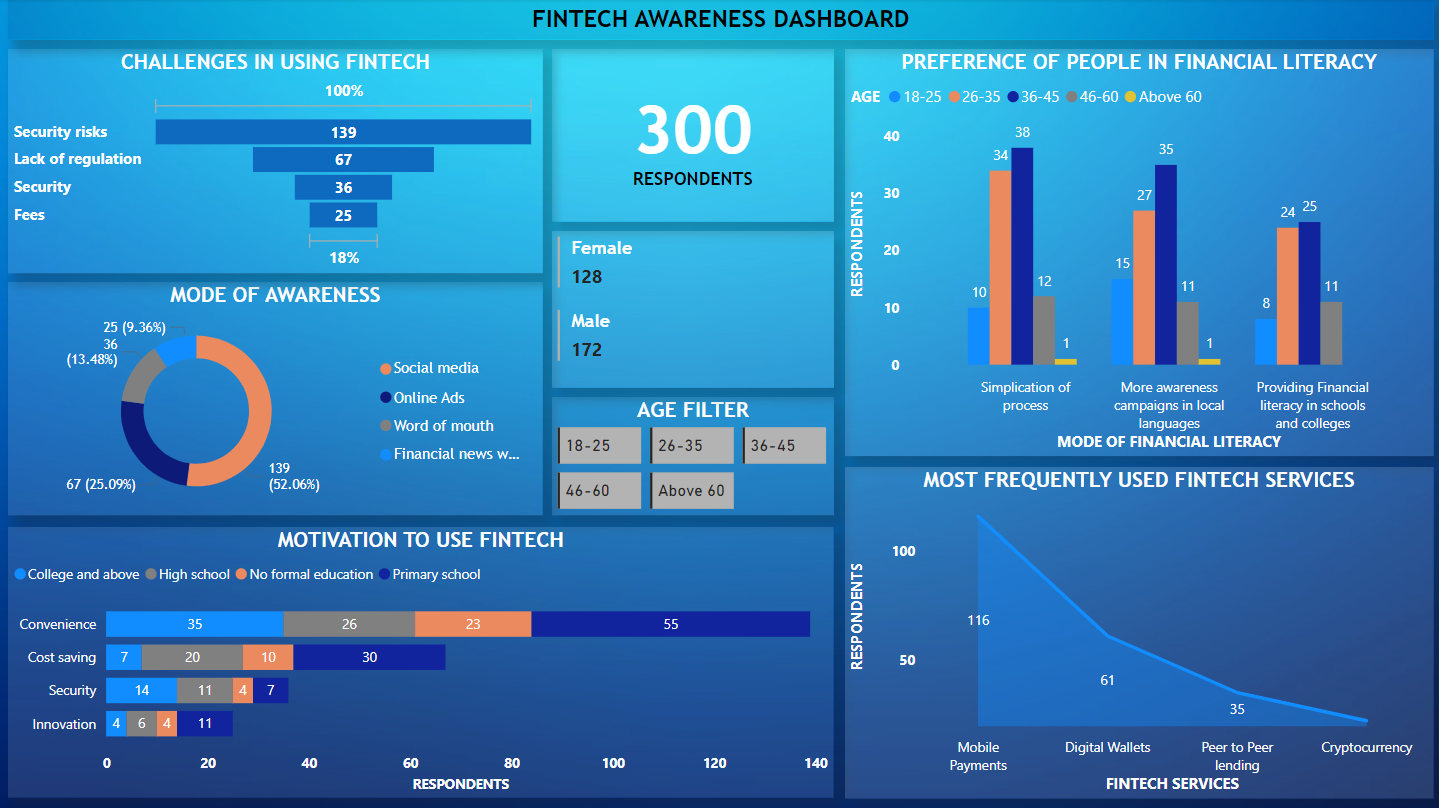 FINTECH AWARENESS DASHBOARD
CHALLENGES IN USING FINTECH
100%
Security risks 139
Lack of regulation 67
Security 36
Fees 25
18%
300
RESPONDENTS
Female
128
Male
172
AGE FILTER
18-25 26-35 36-45
46-60 Above 60
PREFERENCE OF PEOPLE IN FINANCIAL LITERACY
AGE 18-25 26-35 36-45 46-60 Above 60
RESPONDENTS
40
30
20
10
0
10 34 38 12 1
15 27 35 11 1
8 24 25 11
Simplication of
process
More awareness
campaigns in local
languages
Providing Financial
literacy in schools
and colleges
MODE OF FINANCIAL LITERACY
MODE OF AWARENESS
25 (9.36%)
36
(13.48%)
67 (25.09%)
139
(52.06%)
Social media
Online Ads
Word of mouth
Financial news w...
MOTIVATION TO USE FINTECH
College and above High school No formal education Primary school
Convenience 35 26 23 55
Cost saving 7 20 10 30
Security 14 11 4 7
Innovation 4 6 4 11
0 20 40 60 80 100 120 140
RESPONDENTS
MOST FREQUENTLY USED FINTECH SERVICES
RESPONDENTS
100
50
116
61
35
Mobile
Payments
Digital Wallets
Peer to Peer
lending
Cryptocurrency
FINTECH SERVICES